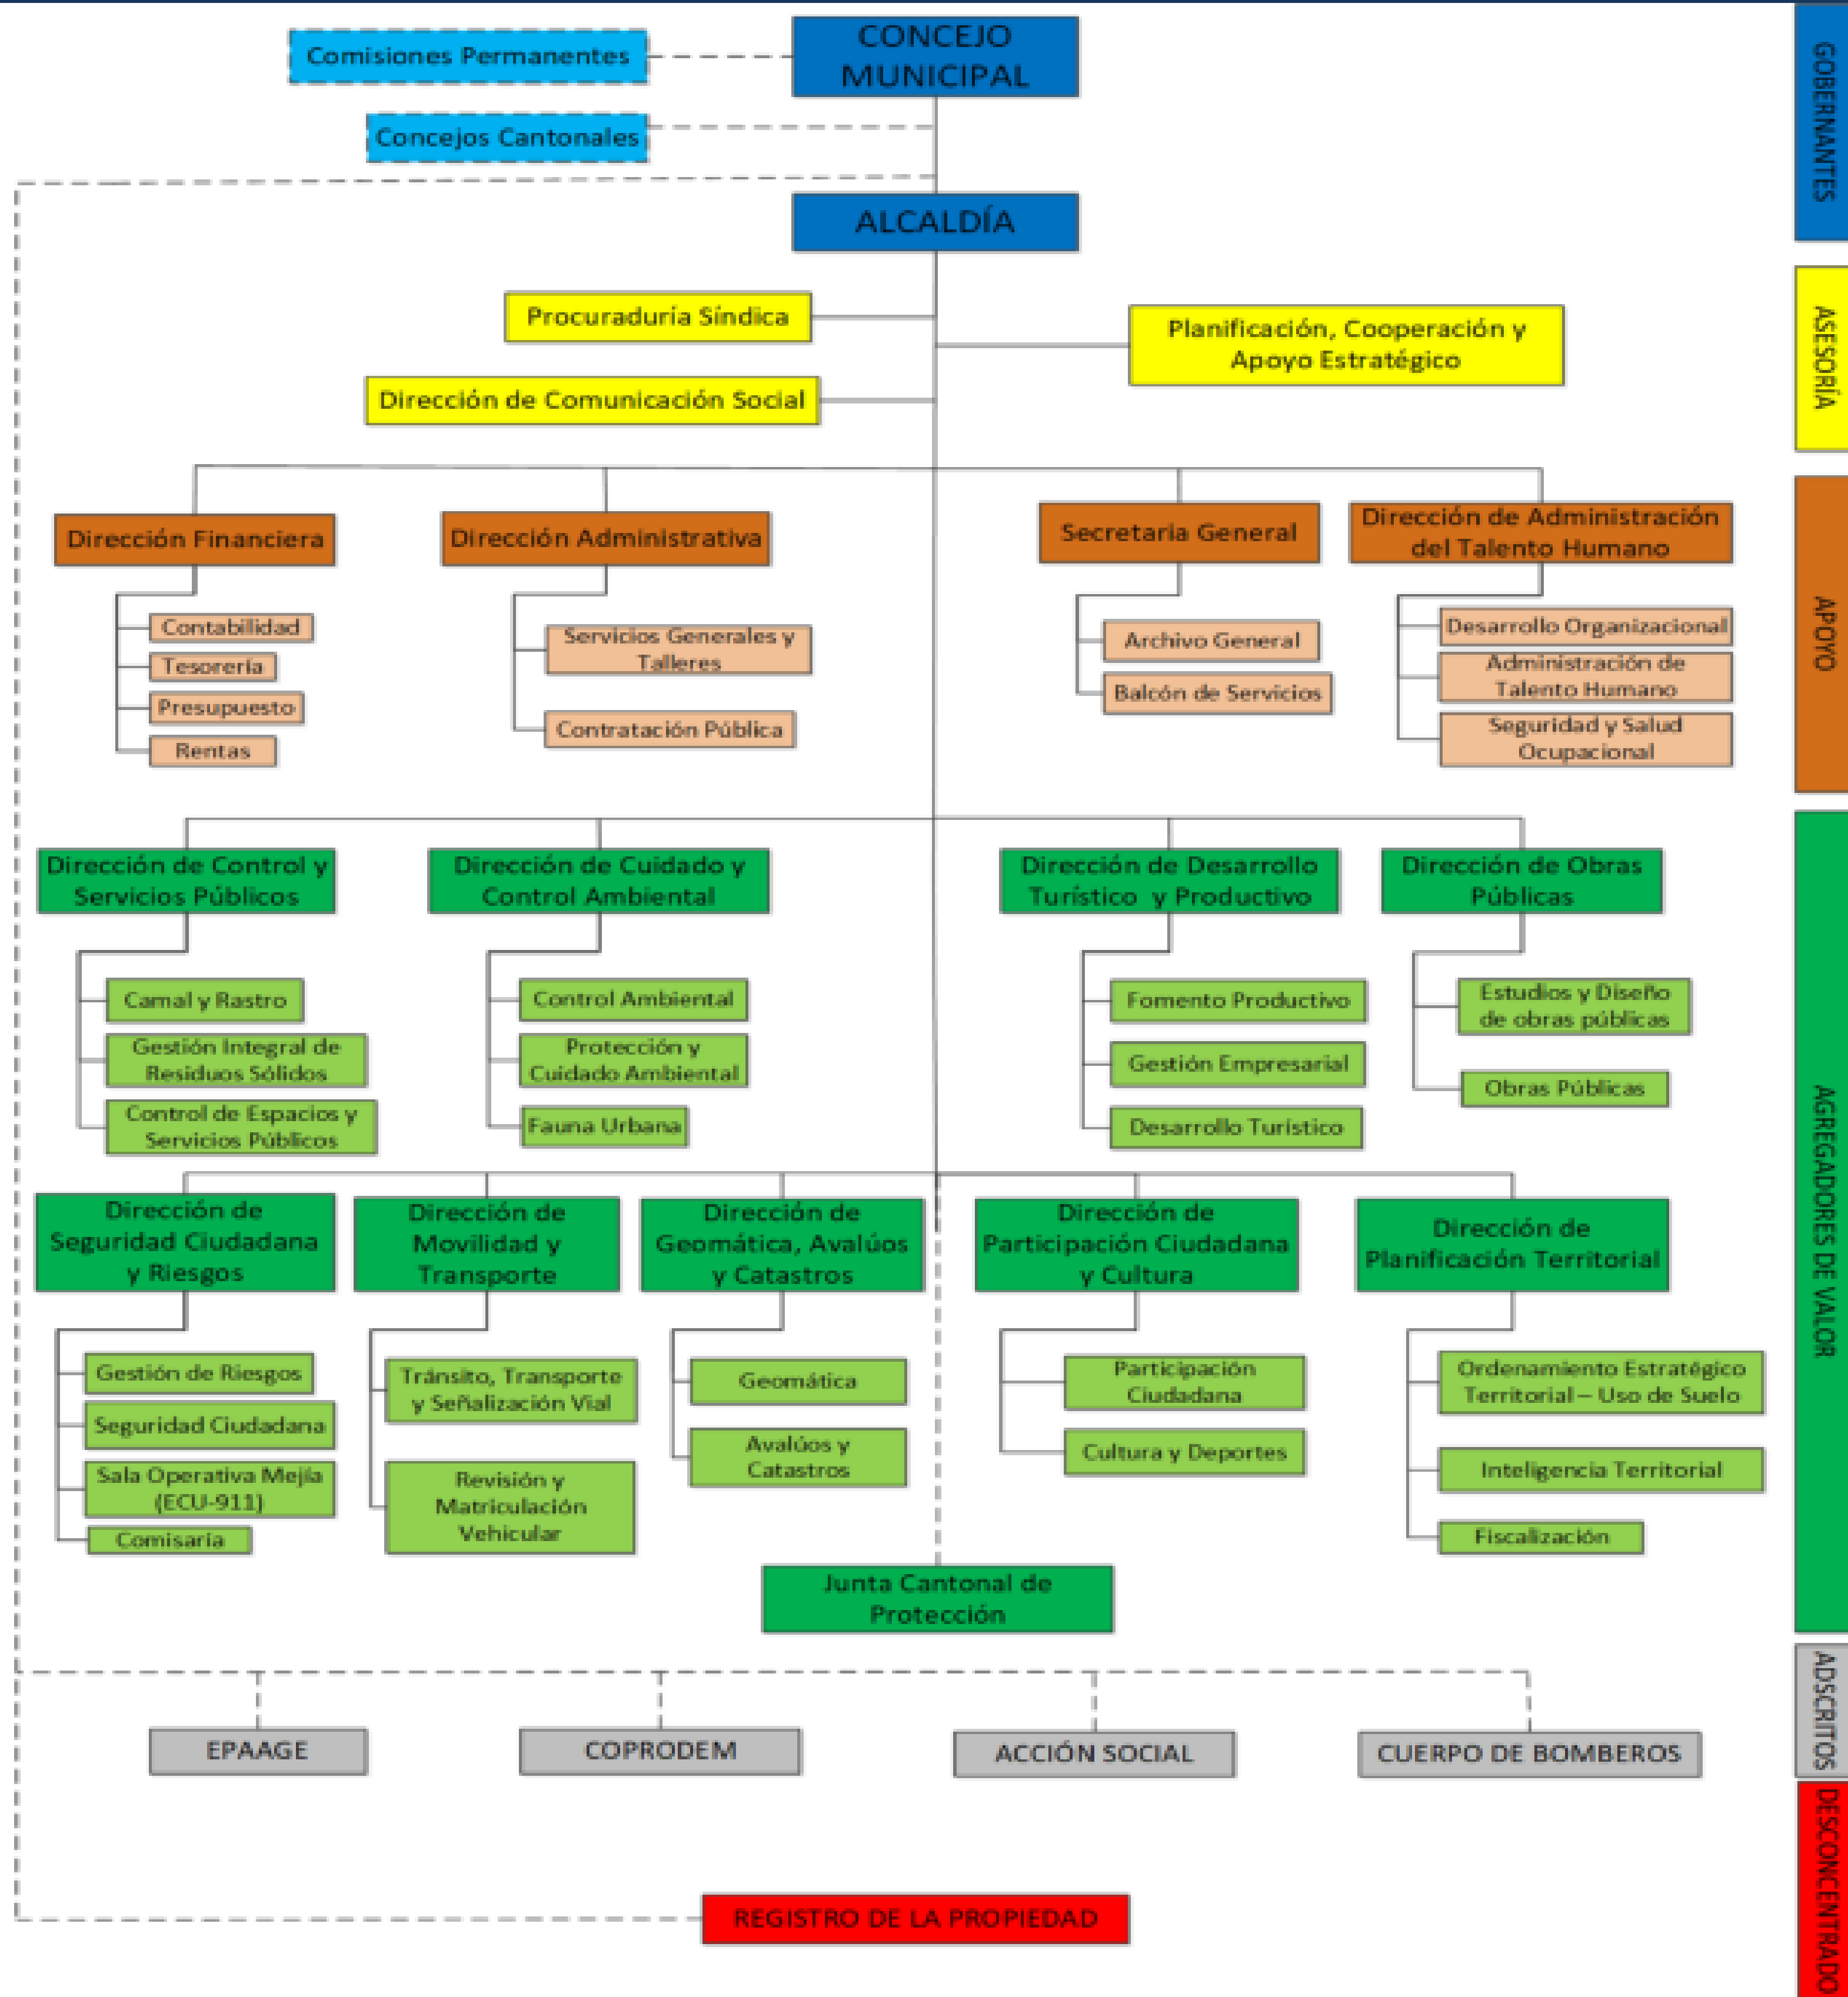 CONCEJO
MUNICIPAL
Comisiones Permanentes
Concejos Cantonales
ALCALDÍA
GOBERNANTES
Procuraduría Síndica
Planificación, Cooperación y
Apoyo Estratégico
Dirección de Comunicación Social
ASESORÍA
Dirección Financiera
Contabilidad
Tesorería
Presupuesto
Rentas
Dirección Administrativa
Servicios Generales y
Talleres
Contratación Pública
Secretaria General
Archivo General
Balcón de Servicios
Dirección de Administración
del Talento Humano
Desarrollo Organizacional
Administración de
Talento Humano
Seguridad y Salud
Ocupacional
APOYO
Dirección de Control y
Servicios Públicos
Camal y Rastro
Gestión Integral de
Residuos Sólidos
Control de Espacios y
Servicios Públicos
Dirección de Cuidado y
Control Ambiental
Control Ambiental
Protección y
Cuidado Ambiental
Fauna Urbana
Dirección de Desarrollo
Turístico y Productivo
Fomento Productivo
Gestión Empresarial
Desarrollo Turístico
Dirección de Obras
Públicas
Estudios y Diseño
de obras públicas
Obras Públicas
Dirección de
Seguridad Ciudadana
y Riesgos
Gestión de Riesgos
Seguridad Ciudadana
Sala Operativa Mejía
(ECU-911)
Comisaría
Dirección de
Movilidad y
Transporte
Tránsito, Transporte
y Señalización Vial
Revisión y
Matriculación
Vehicular
Dirección de
Geomática, Avalúos
y Catastros
Geomática
Avalúos y
Catastros
Dirección de
Participación Ciudadana
y Cultura
Participación
Ciudadana
Cultura y Deportes
Dirección de
Planificación Territorial
Ordenamiento Estratégico
Territorial – Uso de Suelo
Inteligencia Territorial
Fiscalización
Junta Cantonal de
Protección
AGREGADORES DE VALOR
EPAAGE
COPRODEM
ACCIÓN SOCIAL
CUERPO DE BOMBEROS
ADSCRITOS
REGISTRO DE LA PROPIEDAD
DESCONCENTRADO